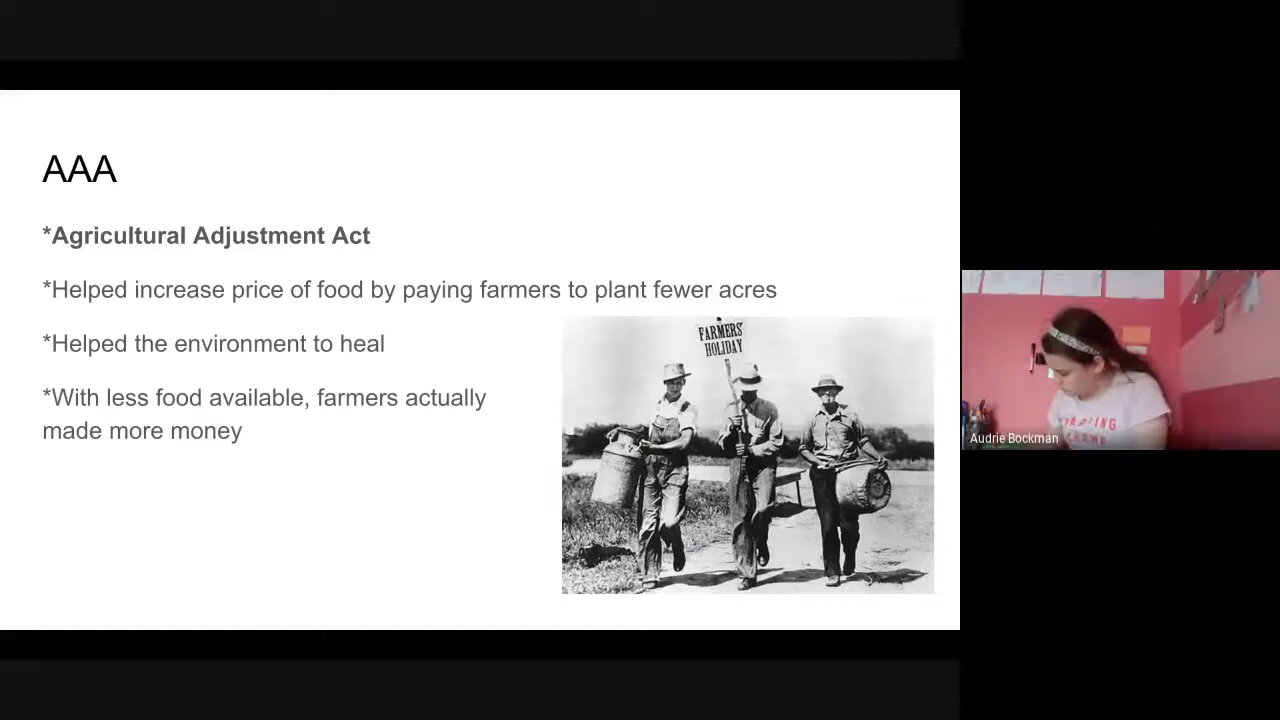 AAA
*Agricultural Adjustment Act
*Helped increase price of food by paying farmers to plant fewer acres
*Helped the environment to heal
*With less food available, farmers actually
made more money
FARMERS'
HOLIDAY
Audrie Bockman